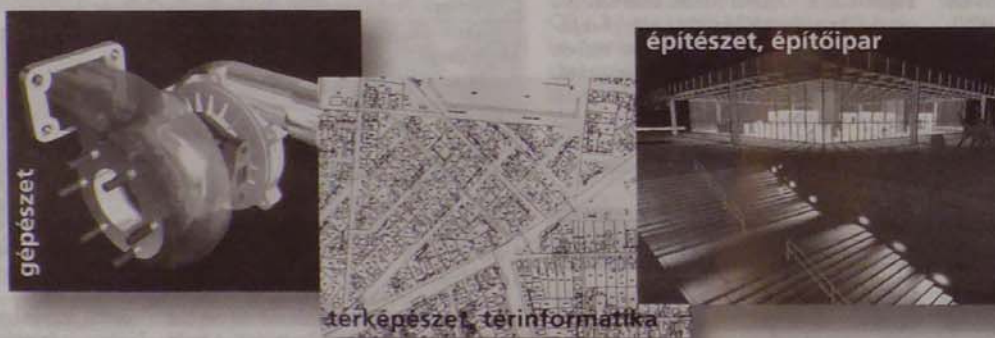 gépészet
térképészet, térinformatika
építészet, építőipar